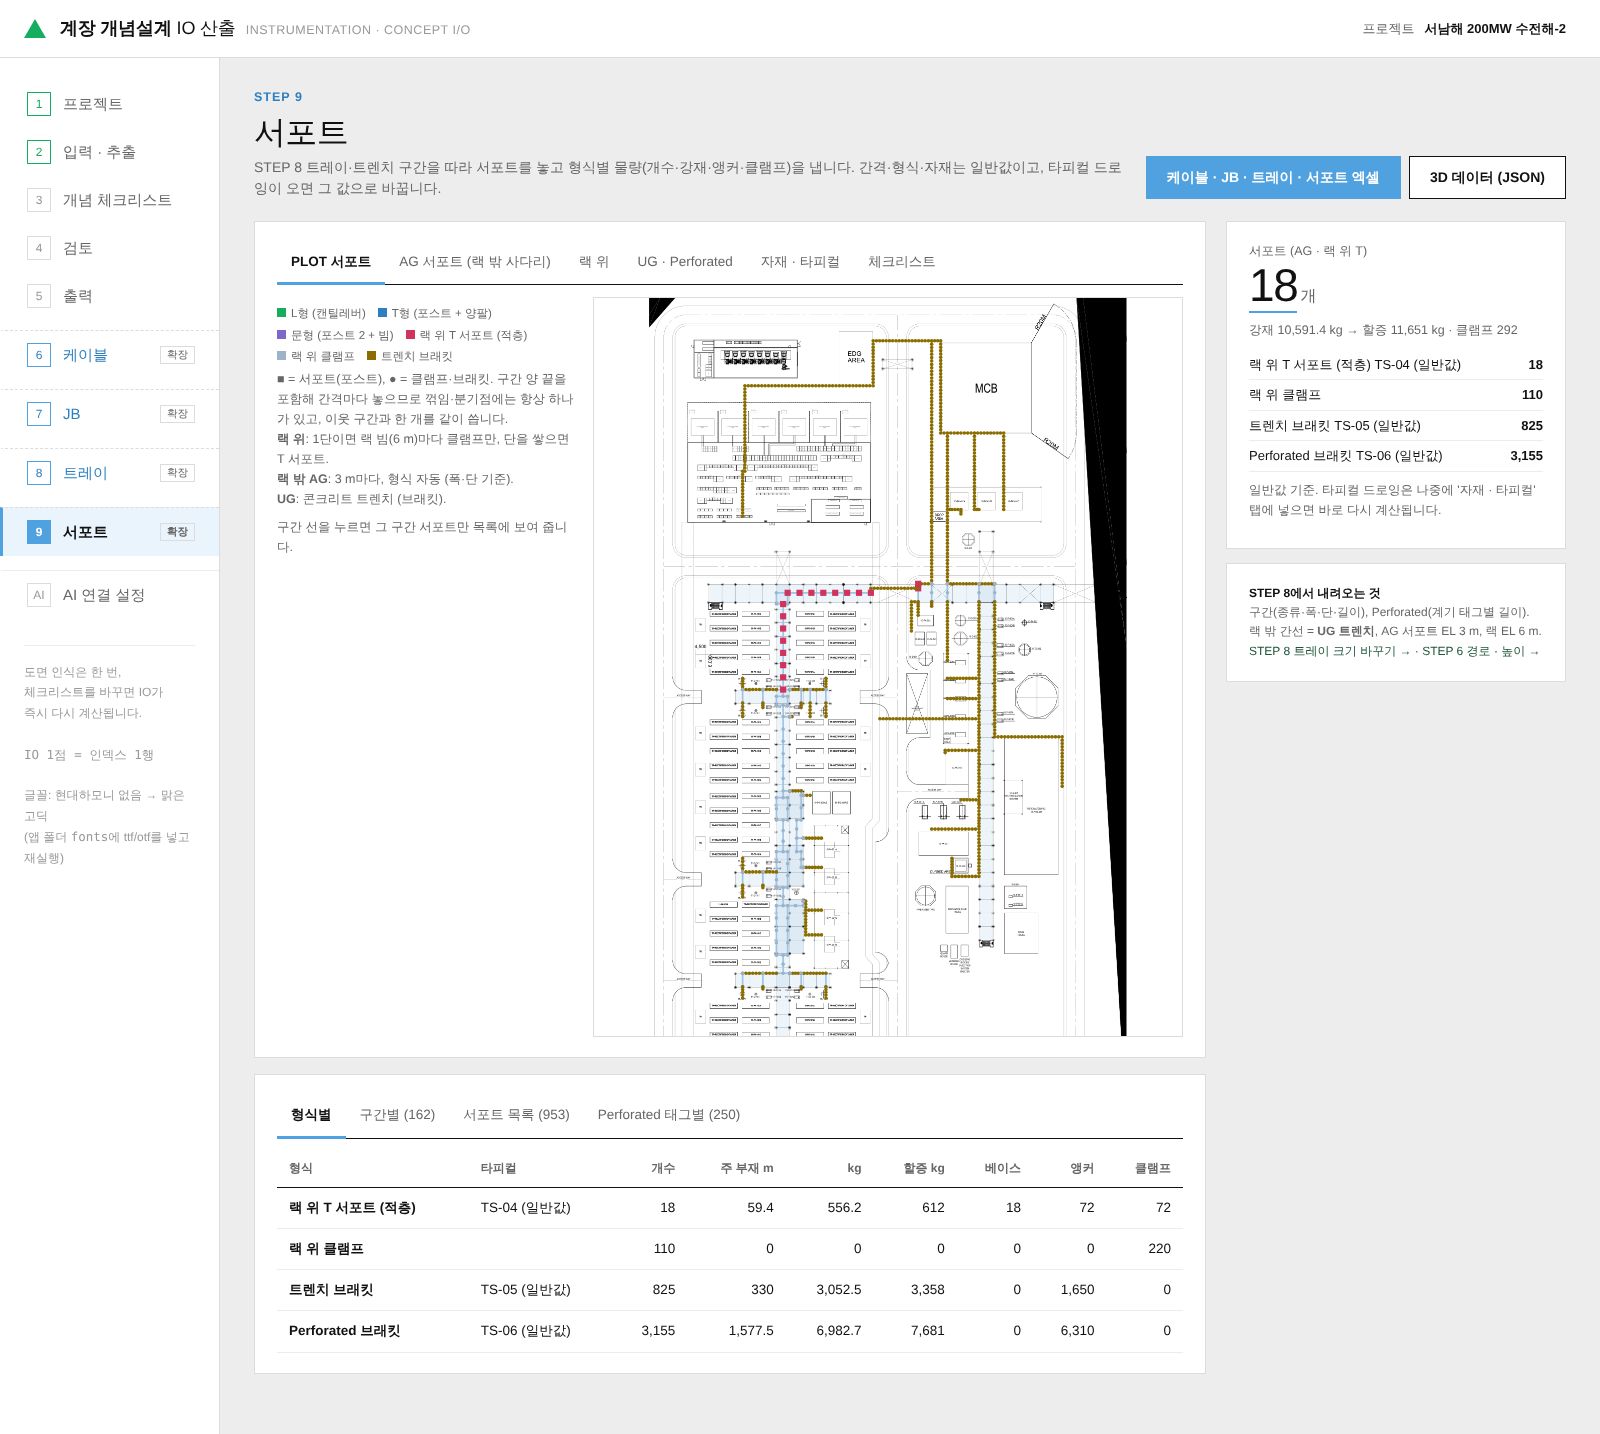 계장 개념설계 IO 산출 INSTRUMENTATION · CONCEPT I/O
프로젝트 서남해 200MW 수전해-2
1 프로젝트
2 입력 · 추출
3 개념 체크리스트
4 검토
5 출력
6 케이블 확장
7 JB 확장
8 트레이 확장
9 서포트 확장
AI AI 연결 설정
도면 인식은 한 번,
체크리스트를 바꾸면 IO가
즉시 다시 계산됩니다.
IO 1점 = 인덱스 1행
글꼴: 현대하모니 없음 → 맑은
고딕
(앱 폴더 fonts에 ttf/otf를 넣고
재실행)
STEP 9
서포트
STEP 8 트레이·트렌치 구간을 따라 서포트를 놓고 형식별 물량(개수·강재·앵커·클램프)을 냅니다. 간격·형식·자재는 일반값이고, 타피컬 드로
잉이 오면 그 값으로 바꿉니다.
케이블 · JB · 트레이 · 서포트 엑셀
3D 데이터 (JSON)
PLOT 서포트 AG 서포트 (랙 밖 사다리) 랙 위 UG · Perforated 자재 · 타피컬 체크리스트
L형 (캔틸레버) T형 (포스트 + 양팔)
문형 (포스트 2 + 빔) 랙 위 T 서포트 (적층)
랙 위 클램프 트렌치 브래킷
■ = 서포트(포스트), ● = 클램프·브래킷. 구간 양 끝을
포함해 간격마다 놓으므로 꺾임·분기점에는 항상 하나
가 있고, 이웃 구간과 한 개를 같이 씁니다.
랙 위: 1단이면 랙 빔(6 m)마다 클램프만, 단을 쌓으면
T 서포트.
랙 밖 AG: 3 m마다, 형식 자동 (폭·단 기준).
UG: 콘크리트 트렌치 (브래킷).
구간 선을 누르면 그 구간 서포트만 목록에 보여 줍니
다.
EDG
AREA
MCB
서포트 (AG · 랙 위 T)
18 개
강재 10,591.4 kg → 할증 11,651 kg · 클램프 292
랙 위 T 서포트 (적층) TS-04 (일반값) 18
랙 위 클램프 110
트렌치 브래킷 TS-05 (일반값) 825
Perforated 브래킷 TS-06 (일반값) 3,155
일반값 기준. 타피컬 드로잉은 나중에 '자재 · 타피컬'
탭에 넣으면 바로 다시 계산됩니다.
STEP 8에서 내려오는 것
구간(종류·폭·단·길이), Perforated(계기 태그별 길이).
랙 밖 간선 = UG 트렌치, AG 서포트 EL 3 m, 랙 EL 6 m.
STEP 8 트레이 크기 바꾸기 → · STEP 6 경로 · 높이 →
형식별 구간별 (162) 서포트 목록 (953) Perforated 태그별 (250)
형식 타피컬 개수 주 부재 m kg 할증 kg 베이스 앵커 클램프
랙 위 T 서포트 (적층) TS-04 (일반값) 18 59.4 556.2 612 18 72 72
랙 위 클램프 110 0 0 0 0 0 220
트렌치 브래킷 TS-05 (일반값) 825 330 3,052.5 3,358 0 1,650 0
Perforated 브래킷 TS-06 (일반값) 3,155 1,577.5 6,982.7 7,681 0 6,310 0